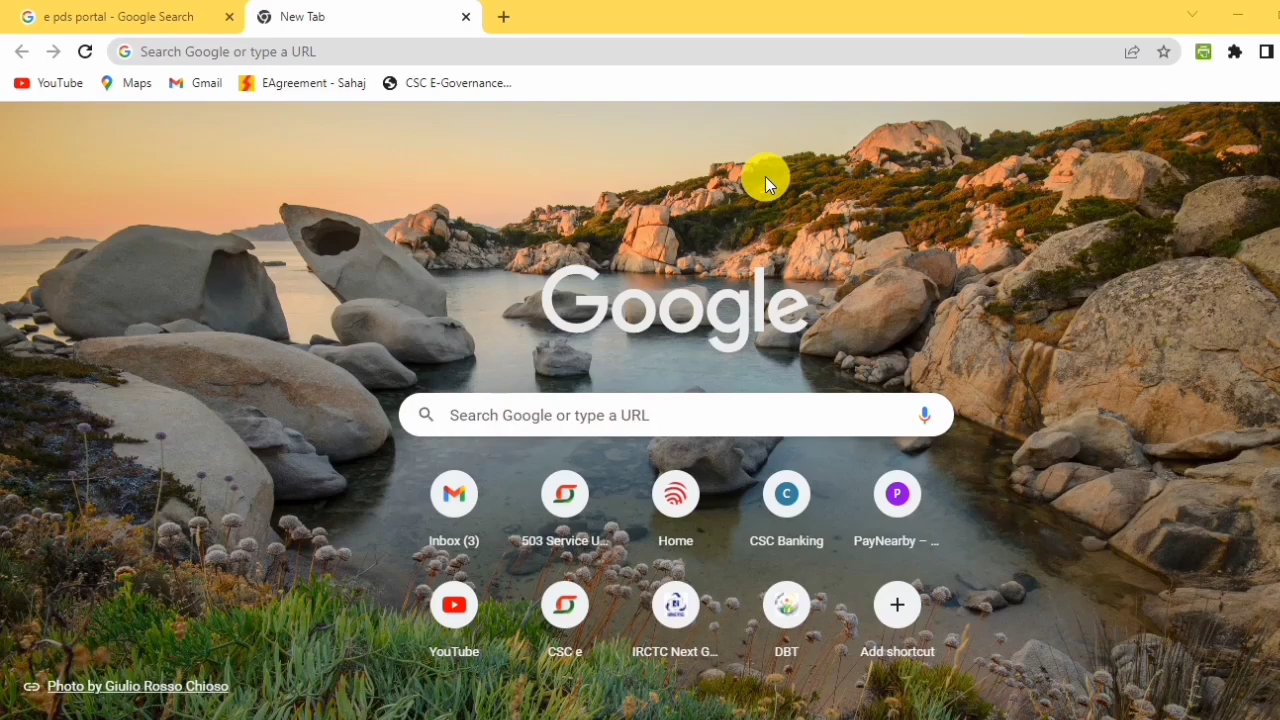 e pds portal - Google Search
New Tab
Search Google or type a URL
YouTube
Maps
Gmail
EAgreement - Sahaj
CSC E-Governance...
Google
Search Google or type a URL
Inbox (3)
503 Service U...
Home
CSC Banking
PayNearby – ...
YouTube
CSC e
IRCTC Next G...
DBT
Add shortcut
Photo by Giulio Rosso Chioso